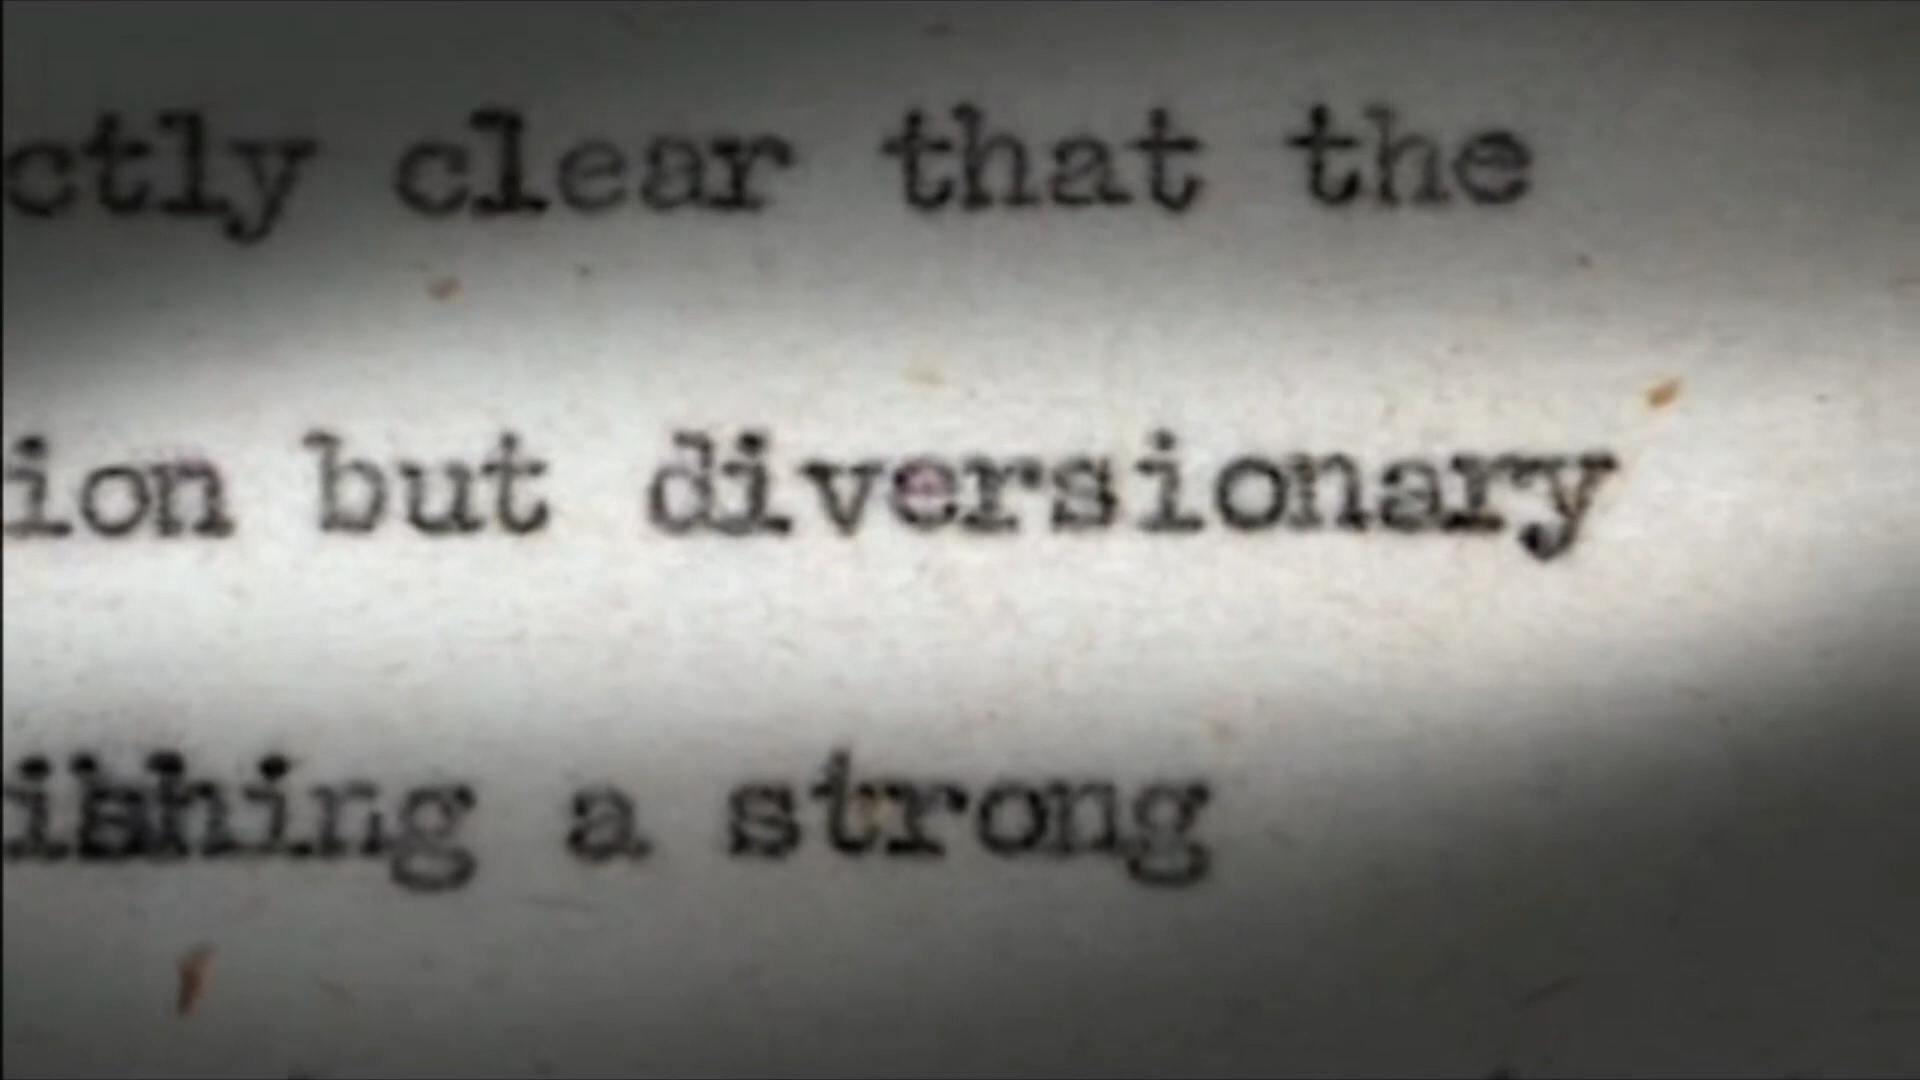 ctly clear that the
ion but diversionary
ishing a strong